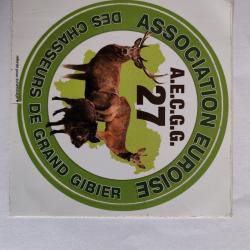 ASSOCIATION EUROISE
A.E.C.G.G.
27
DES CHASSEURS DE GRAND GIBIER